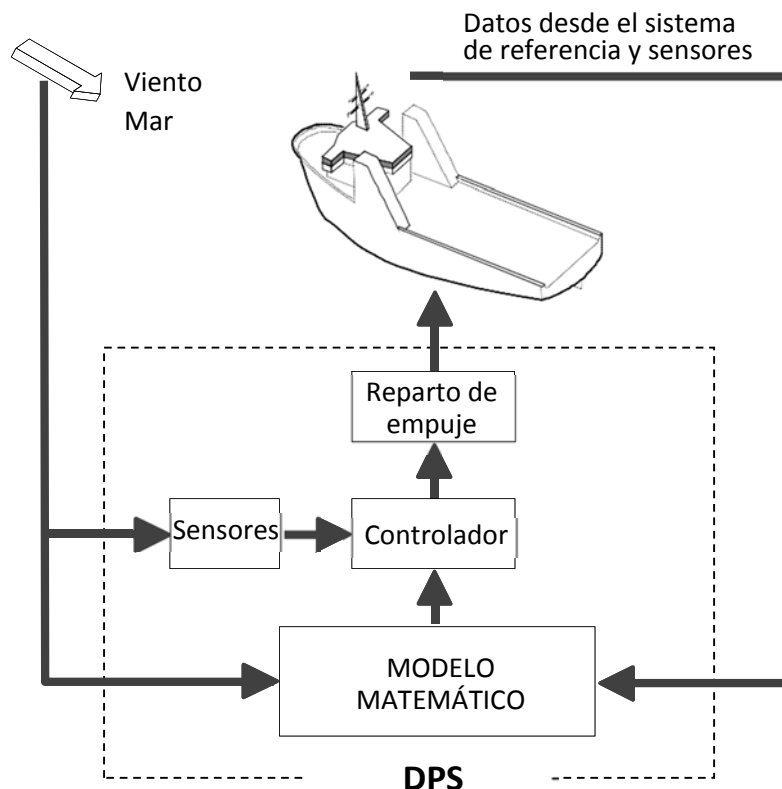 Datos desde el sistema
de referencia y sensores
Viento
Mar
Reparto de
empuje
Sensores
Controlador
MODELO
MATEMÁTICO
DPS